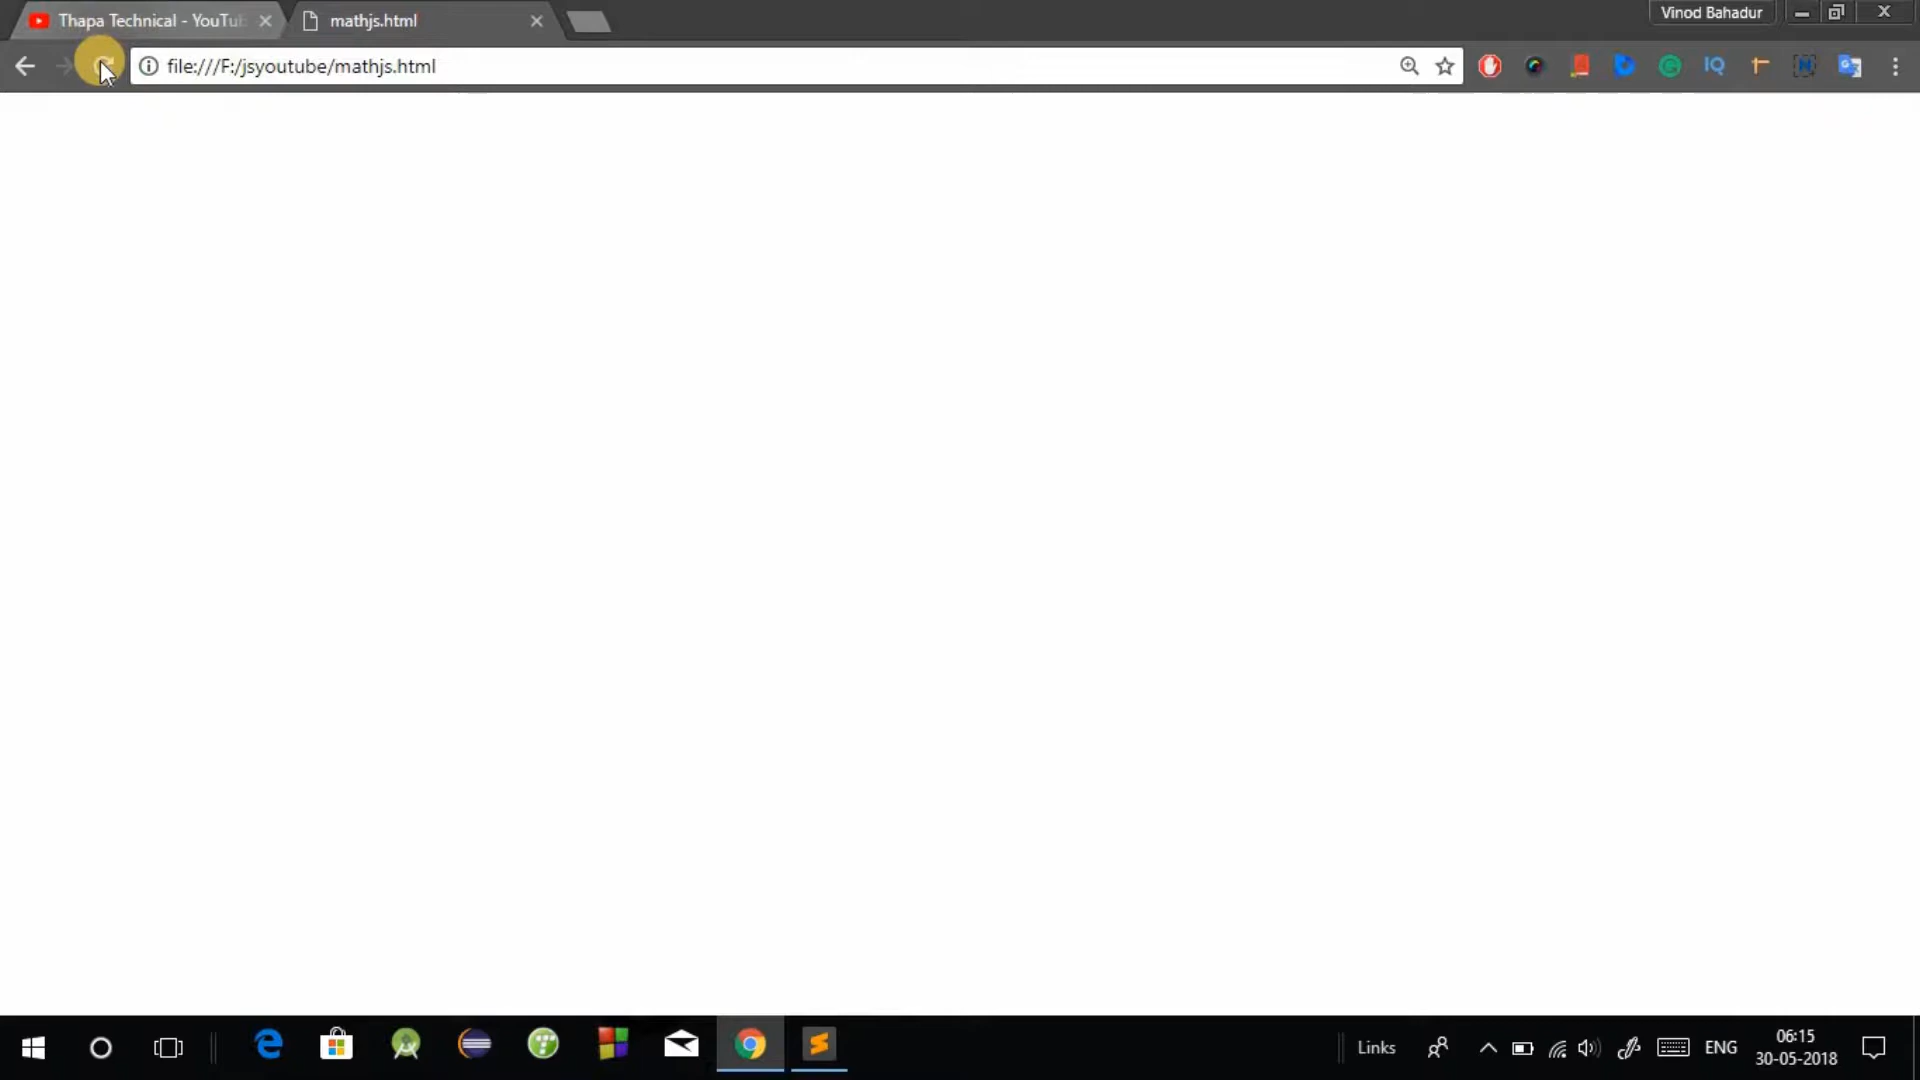 Thapa Technical - YouTub
mathjs.html
Vinod Bahadur
file:///F:/jsyoutube/mathjs.html
IQ
Links
ENG
06:15
30-05-2018